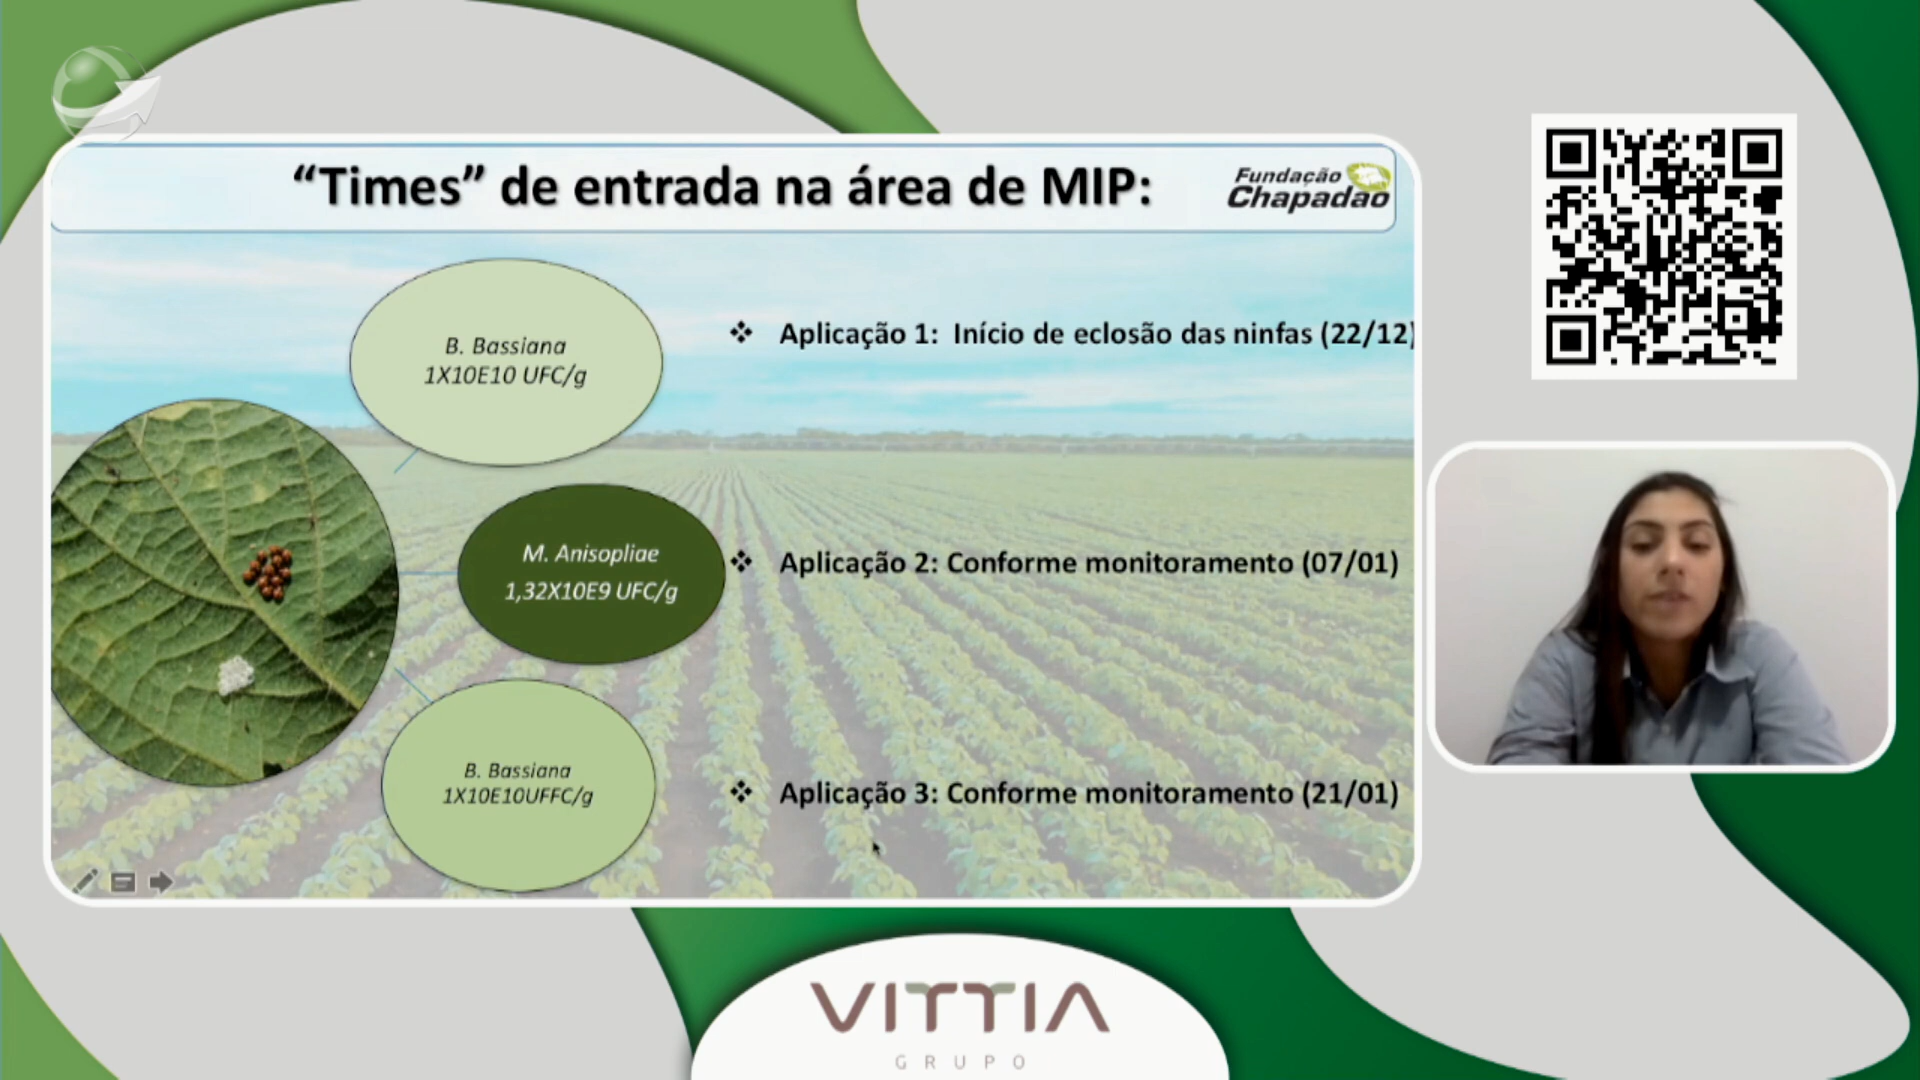 “Times” de entrada na área de MIP:
Fundação
Chapadão
B. Bassiana
1X10E10 UFC/g
Aplicação 1: Início de eclosão das ninfas (22/12)
M. Anisopliae
1,32X10E9 UFC/g
Aplicação 2: Conforme monitoramento (07/01)
B. Bassiana
1X10E10UFFC/g
Aplicação 3: Conforme monitoramento (21/01)
VITTIA
GRUPO